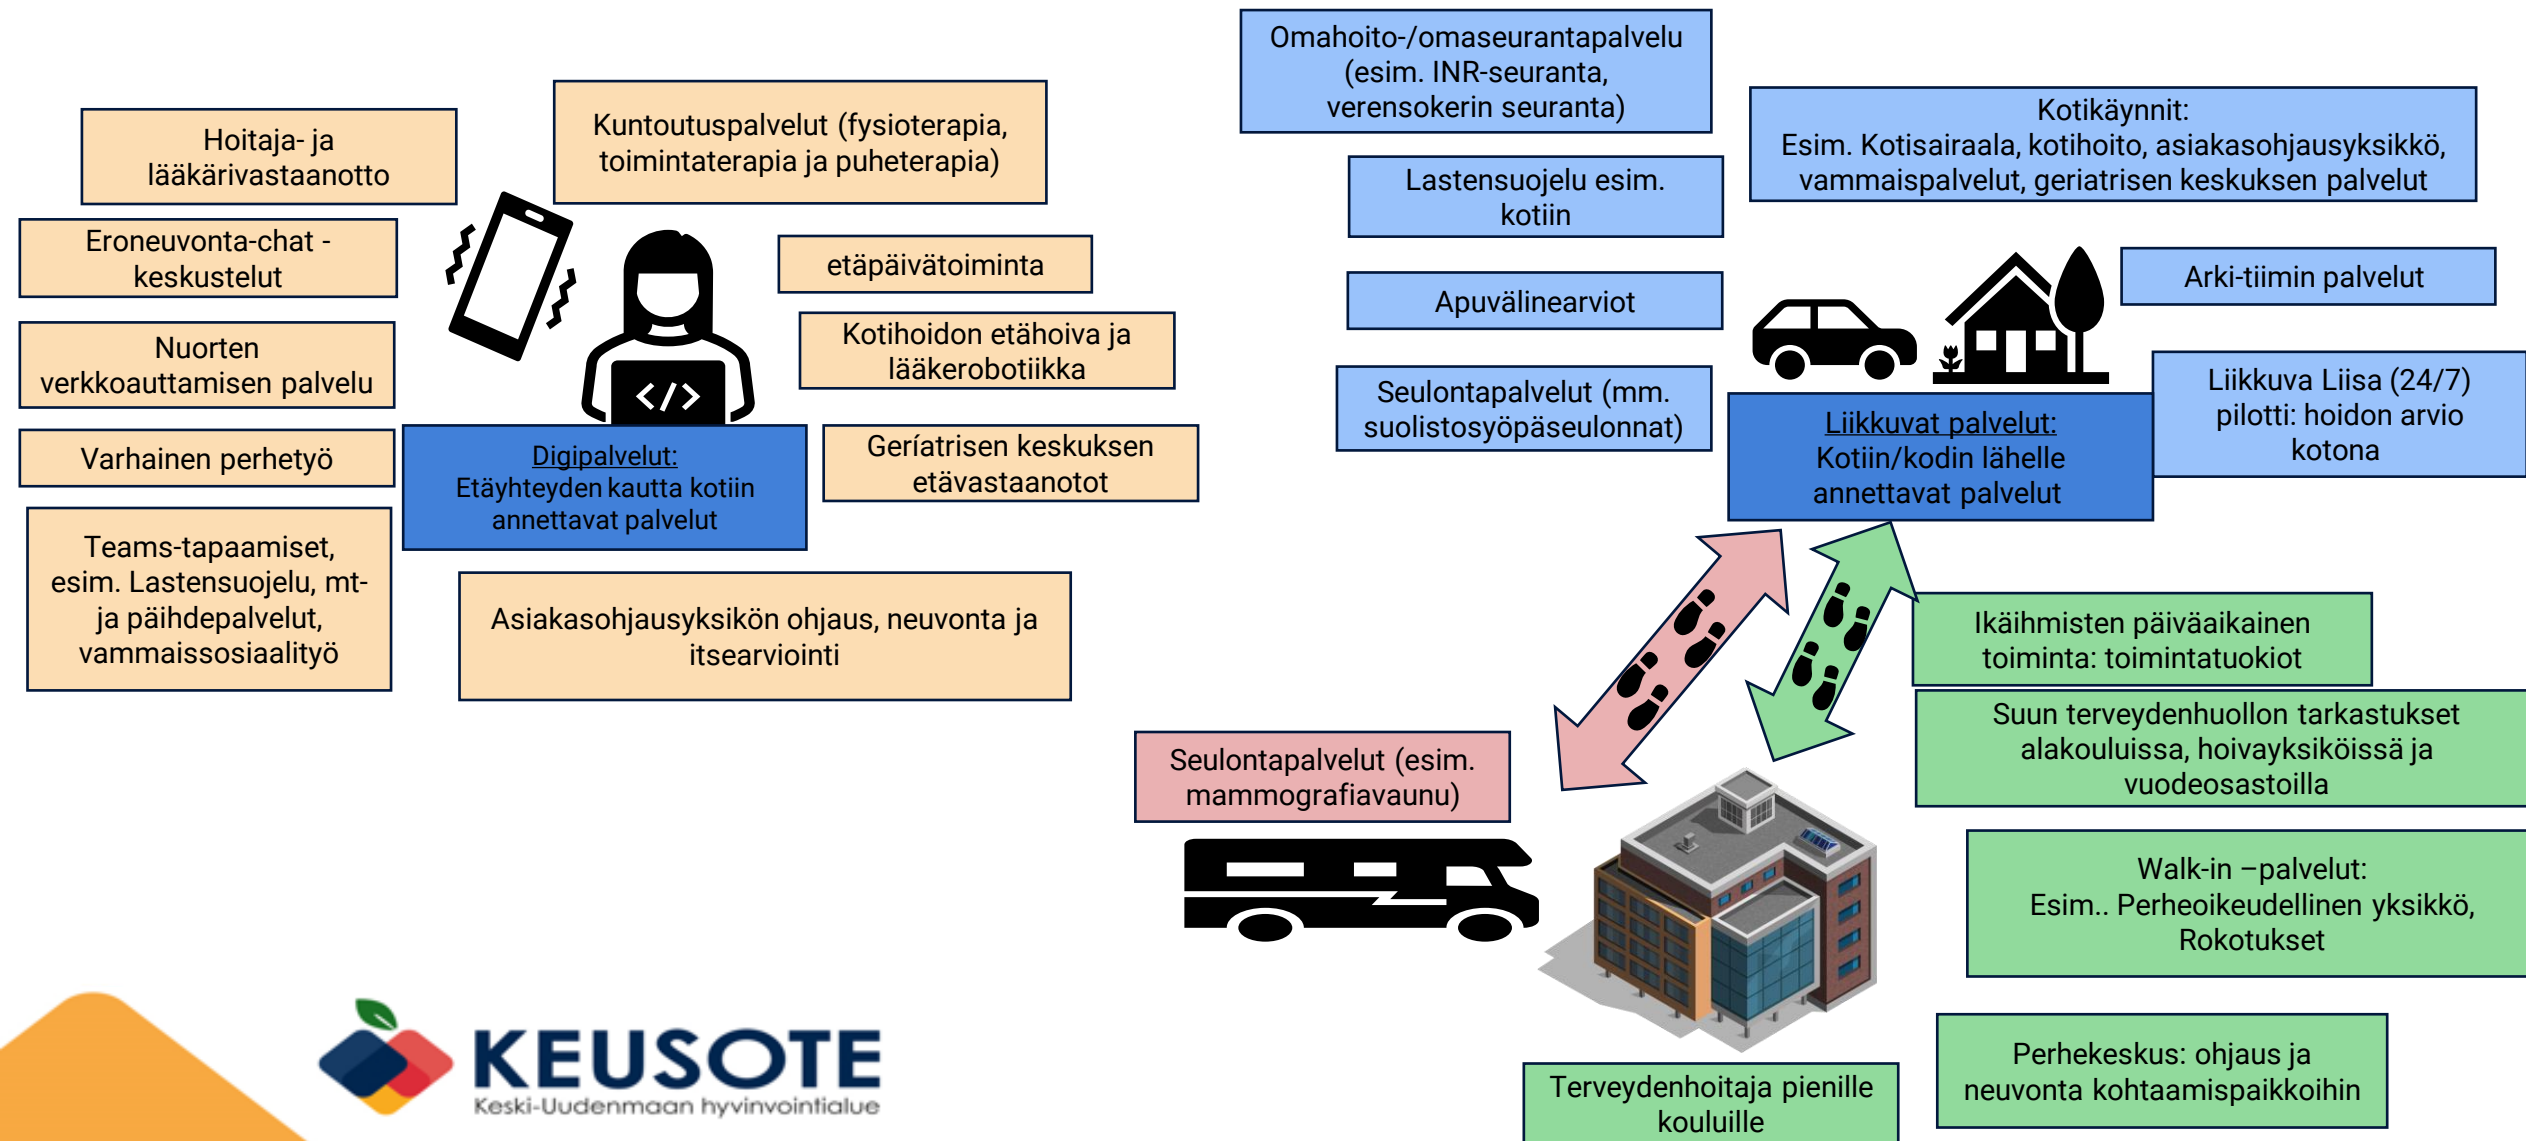 Hoitaja- ja
lääkärivastaanotto
Kuntoutuspalvelut (fysioterapia,
toimintaterapia ja puheterapia)
Eroneuvonta-chat -
keskustelut
etäpäivätoiminta
Nuorten
verkkoauttamisen palvelu
Kotihoidon etähoiva ja
lääkerobotiikka
</>
Varhainen perhetyö
Digipalvelut:
Etäyhteyden kautta kotiin
annettavat palvelut
Geríatrisen keskuksen
etävastaanotot
Teams-tapaamiset,
esim. Lastensuojelu, mt-
ja päihdepalvelut,
vammaissosiaalityö
Asiakasohjausyksikön ohjaus, neuvonta ja
itsearviointi
Omahoito-/omaseurantapalvelu
(esim. INR-seuranta,
verensokerin seuranta)
Kotikäynnit:
Esim. Kotisairaala, kotihoito, asiakasohjausyksikkö,
vammaispalvelut, geriatrisen keskuksen palvelut
Lastensuojelu esim.
kotiin
Apuvälinearviot
Arki-tiimin palvelut
Seulontapalvelut (mm.
suolistosyöpäseulonnat)
Liikkuvat palvelut:
Kotiin/kodin lähelle
annettavat palvelut
Liikkuva Liisa (24/7)
pilotti: hoidon arvio
kotona
Ikäihmisten päiväaikainen
toiminta: toimintatuokiot
Suun terveydenhuollon tarkastukset
alakouluissa, hoivayksiköissä ja
vuodeosastoilla
Seulontapalvelut (esim.
mammografiavaunu)
Walk-in –palvelut:
Esim.. Perheoikeudellinen yksikkö,
Rokotukset
Perhekeskus: ohjaus ja
neuvonta kohtaamispaikkoihin
Terveydenhoitaja pienille
kouluille
KEUSOTE
Keski-Uudenmaan hyvinvointialue